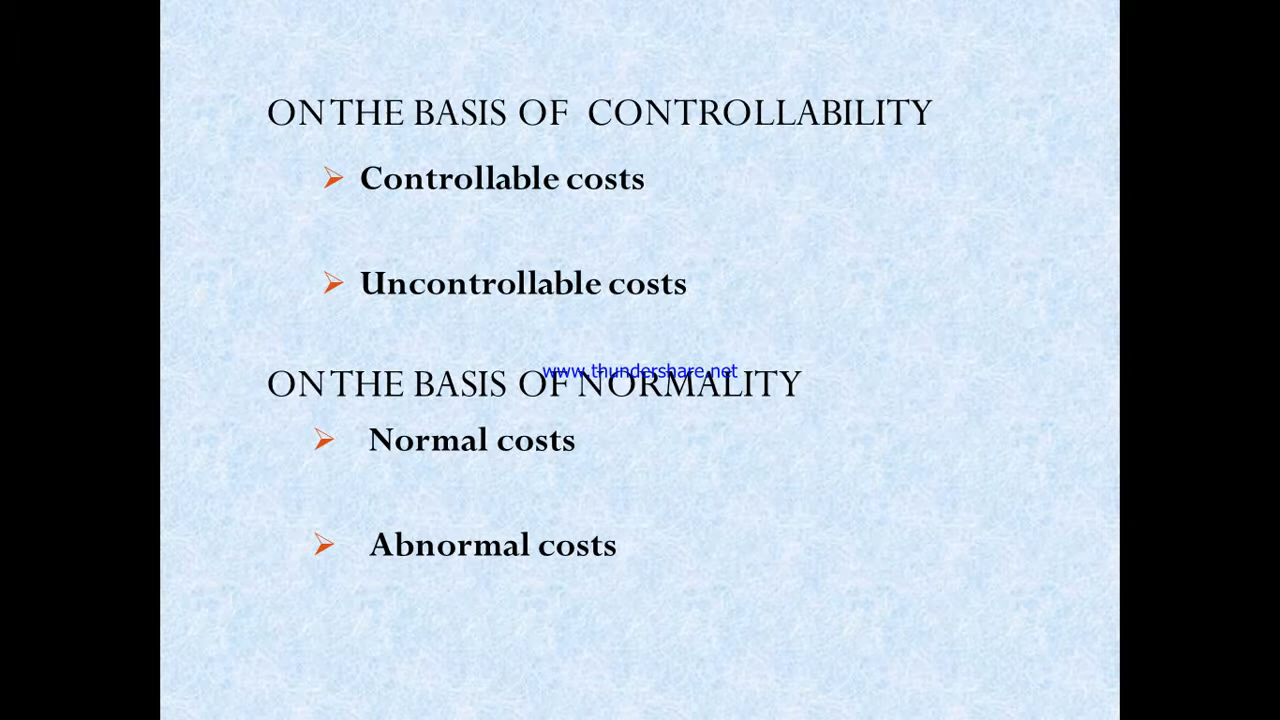 ON THE BASIS OF CONTROLLABILITY
Controllable costs
Uncontrollable costs
www.thundershare.net
ON THE BASIS OF NORMALITY
Normal costs
Abnormal costs